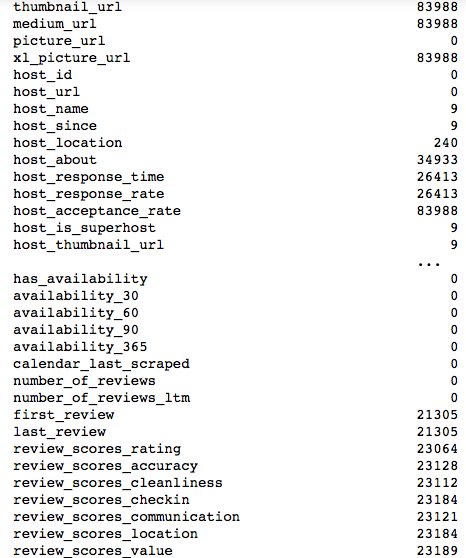 thumbnail_url 83988
medium_url 83988
picture_url 0
xl_picture_url 83988
host_id 0
host_url 0
host_name 9
host_since 9
host_location 240
host_about 34933
host_response_time 26413
host_response_rate 26413
host_acceptance_rate 83988
host_is_superhost 9
host_thumbnail_url 9
...
has_availability 0
availability_30 0
availability_60 0
availability_90 0
availability_365 0
calendar_last_scraped 0
number_of_reviews 0
number_of_reviews_ltm 0
first_review 21305
last_review 21305
review_scores_rating 23064
review_scores_accuracy 23128
review_scores_cleanliness 23112
review_scores_checkin 23184
review_scores_communication 23121
review_scores_location 23184
review_scores_value 23189